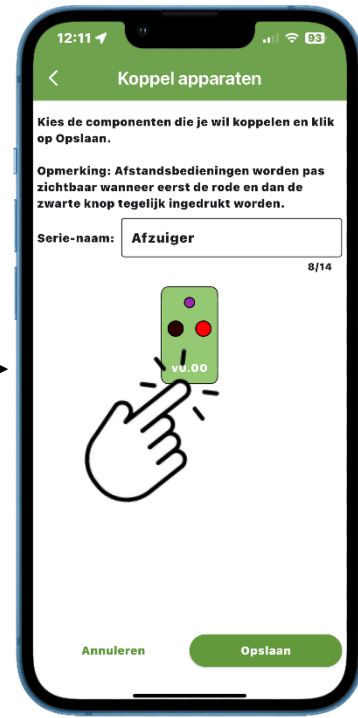 12:11
93
Koppel apparaten
Kies de componenten die je wil koppelen en klik
op Opslaan.
Opmerking: Afstandsbedieningen worden pas
zichtbaar wanneer eerst de rode en dan de
zwarte knop tegelijk ingedrukt worden.
Serie-naam: Afzuiger
8/14
v0.00
Annuleren Opslaan